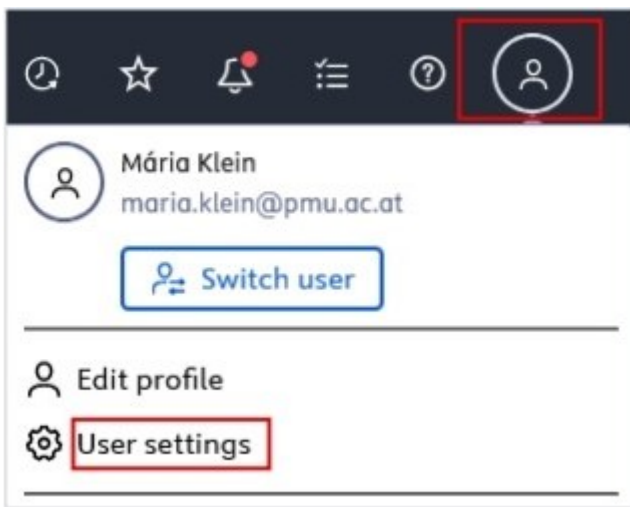 Mária Klein
maria.klein@pmu.ac.at
Switch user
Edit profile
User settings